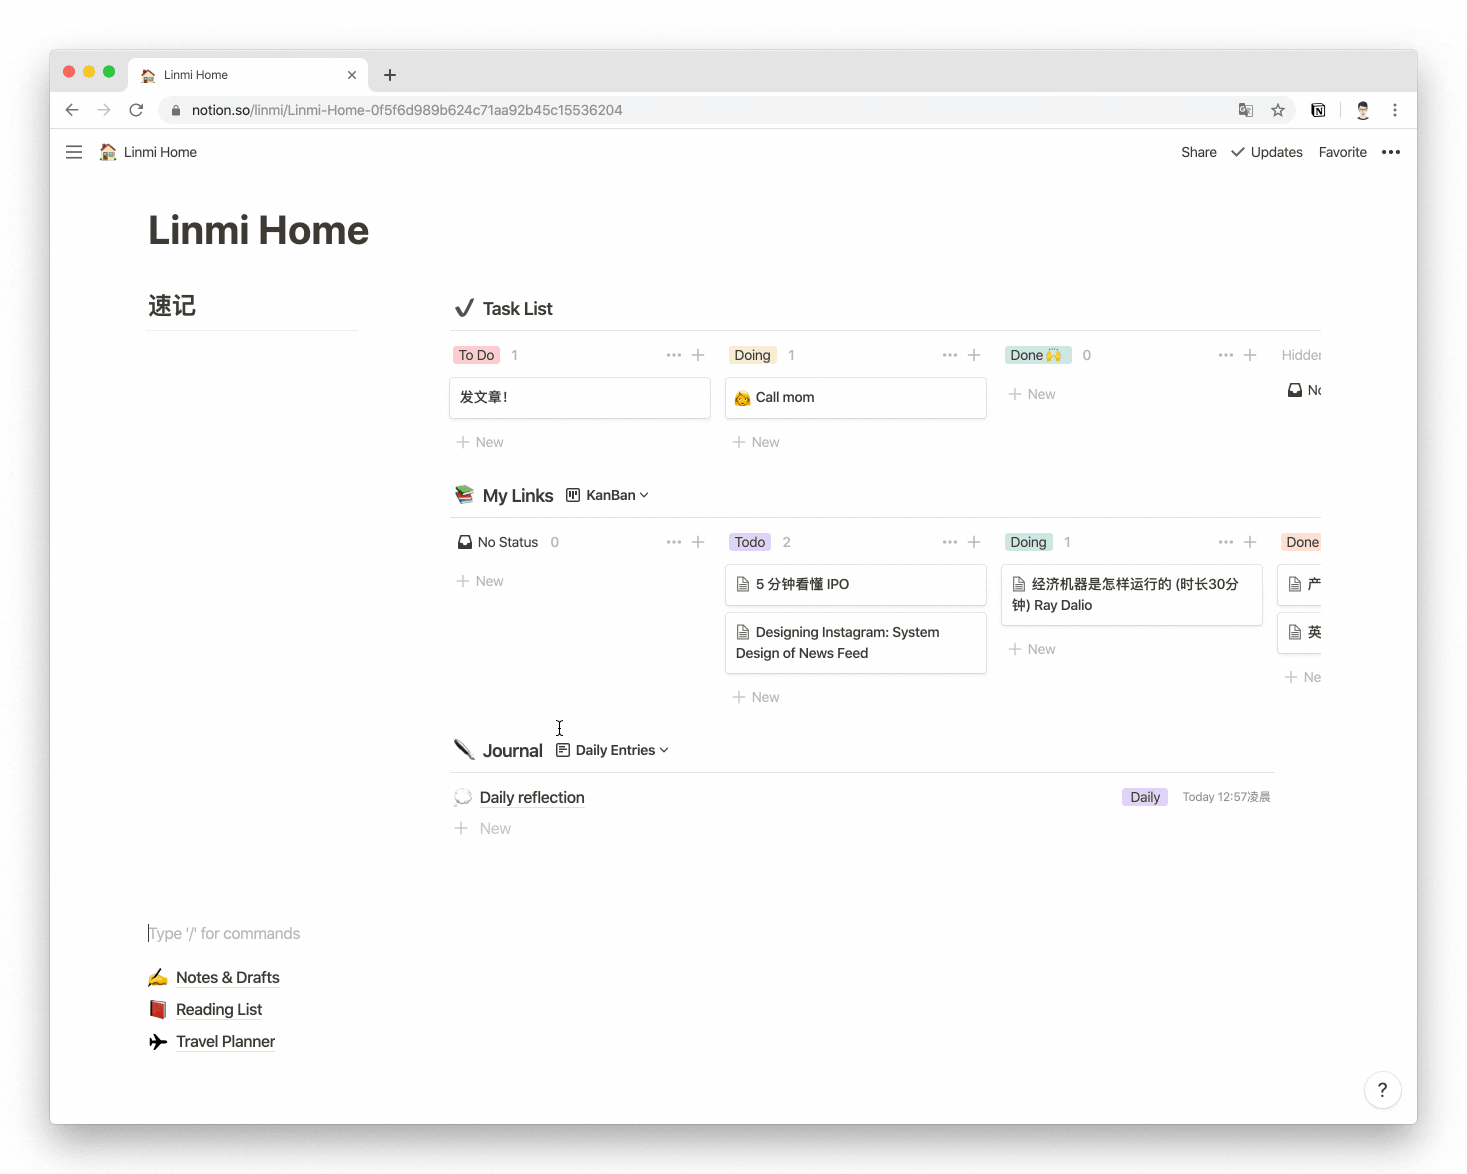 Linmi Home
notion.so/linmi/Linmi-Home-0f5f6d989b624c71aa92b45c15536204
Linmi Home
Share
Updates
Favorite
Linmi Home
速记
Task List
To Do 1
Doing 1
Done 🙌 0
Hidden
发文章！
Call mom
New
No
New
New
My Links
KanBan
No Status 0
Todo 2
Doing 1
Done
New
5 分钟看懂 IPO
经济机器是怎样运行的 (时长30分
钟) Ray Dalio
产
Designing Instagram: System
Design of News Feed
英
New
Ne
New
Journal
Daily Entries
Daily reflection
Daily
Today 12:57凌晨
New
Type '/' for commands
Notes & Drafts
Reading List
Travel Planner
?